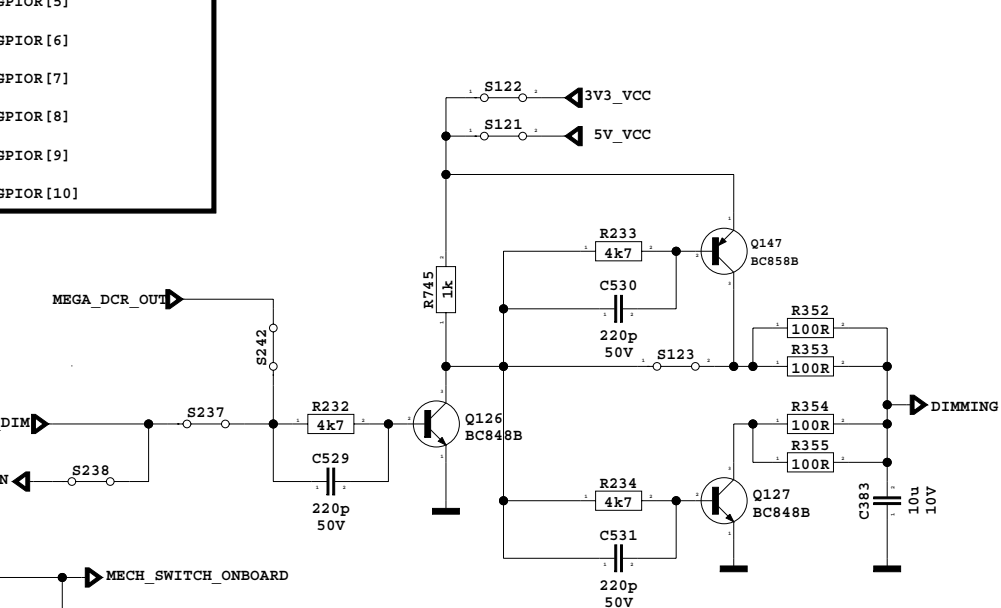 GPIOR[5]
GPIOR[6]
GPIOR[7]
GPIOR[8]
GPIOR[9]
GPIOR[10]
S122
3V3_VCC
S121
5V_VCC
R233
4k7
Q147
BC858B
R745
1k
C530
220p
50V
MEGA_DCR_OUT
S242
S123
R352
100R
R353
100R
DIMMING
_DIM
S237
R232
4k7
Q126
BC848B
R354
100R
R355
100R
N
S238
C529
220p
50V
R234
4k7
Q127
BC848B
C383
10u
10V
C531
220p
50V
MECH_SWITCH_ONBOARD